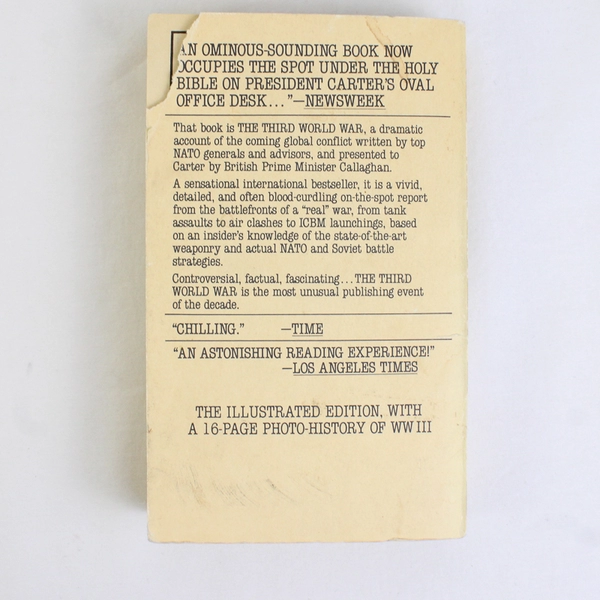 AN OMINOUS-SOUNDING BOOK NOW
OCCUPIES THE SPOT UNDER THE HOLY
BIBLE ON PRESIDENT CARTER'S OVAL
OFFICE DESK..."—NEWSWEEK
That book is THE THIRD WORLD WAR, a dramatic
account of the coming global conflict written by top
NATO generals and advisors, and presented to
Carter by British Prime Minister Callaghan.
A sensational international bestseller, it is a vivid,
detailed, and often blood-curdling on-the-spot report
from the battlefronts of a "real" war, from tank
assaults to air clashes to ICBM launchings, based
on an insider's knowledge of the state-of-the-art
weaponry and actual NATO and Soviet battle
strategies.
Controversial, factual, fascinating...THE THIRD
WORLD WAR is the most unusual publishing event
of the decade.
"CHILLING." —TIME
"AN ASTONISHING READING EXPERIENCE!"
—LOS ANGELES TIMES
THE ILLUSTRATED EDITION, WITH
A 16-PAGE PHOTO-HISTORY OF WW III